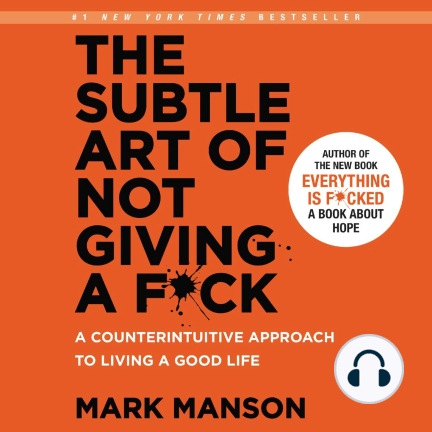 #1 NEW YORK TIMES BESTSELLER
THE
SUBTLE
ART OF
NOT
GIVING
A F*CK
AUTHOR OF
THE NEW BOOK
EVERYTHING
IS F*CKED
A BOOK ABOUT
HOPE
A COUNTERINTUITIVE APPROACH
TO LIVING A GOOD LIFE
MARK MANSON